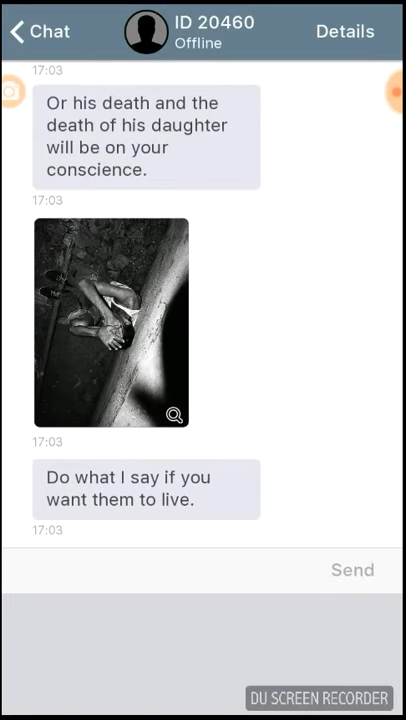 Chat
ID 20460
Offline
Details
17:03
Or his death and the
death of his daughter
will be on your
conscience.
17:03
17:03
Do what I say if you
want them to live.
17:03
Send
DU SCREEN RECORDER